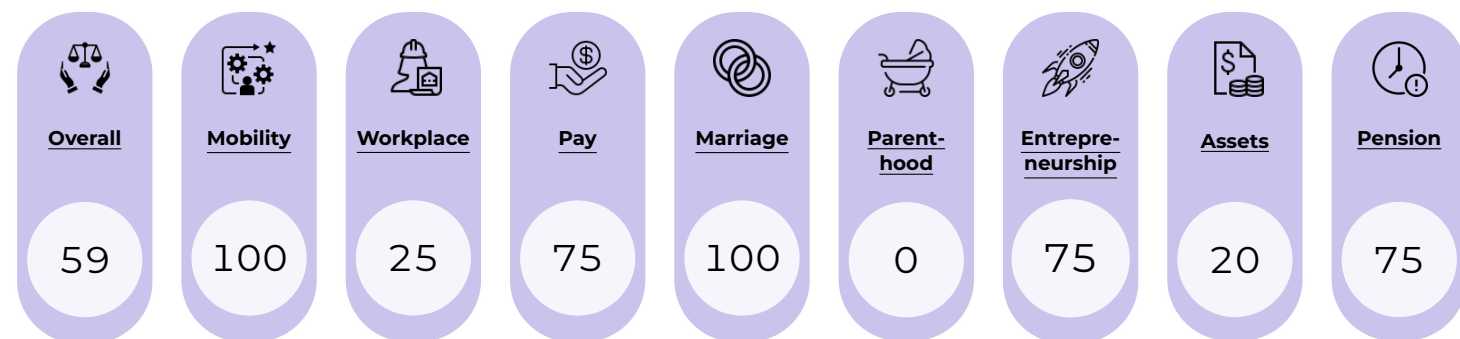 Overall
59
Mobility
100
Workplace
25
Pay
75
Marriage
100
Parent-
hood
0
Entrepre-
neurship
75
Assets
20
Pension
75